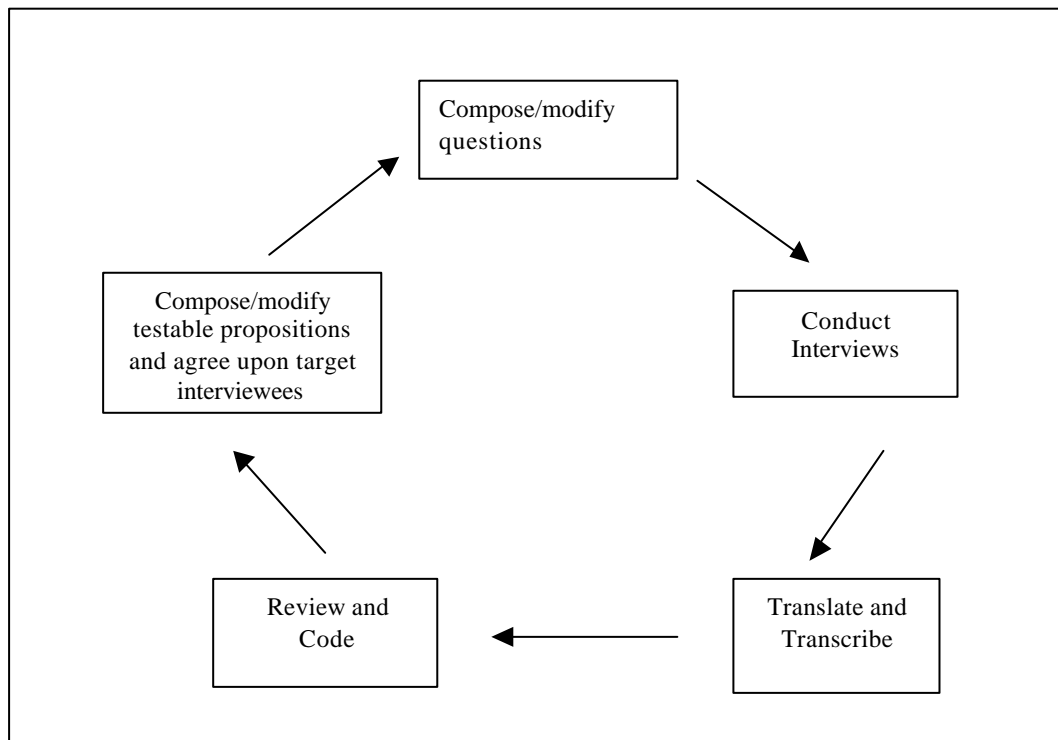 Compose/modify
questions
Conduct
Interviews
Translate and
Transcribe
Review and
Code
Compose/modify
testable propositions
and agree upon target
interviewees